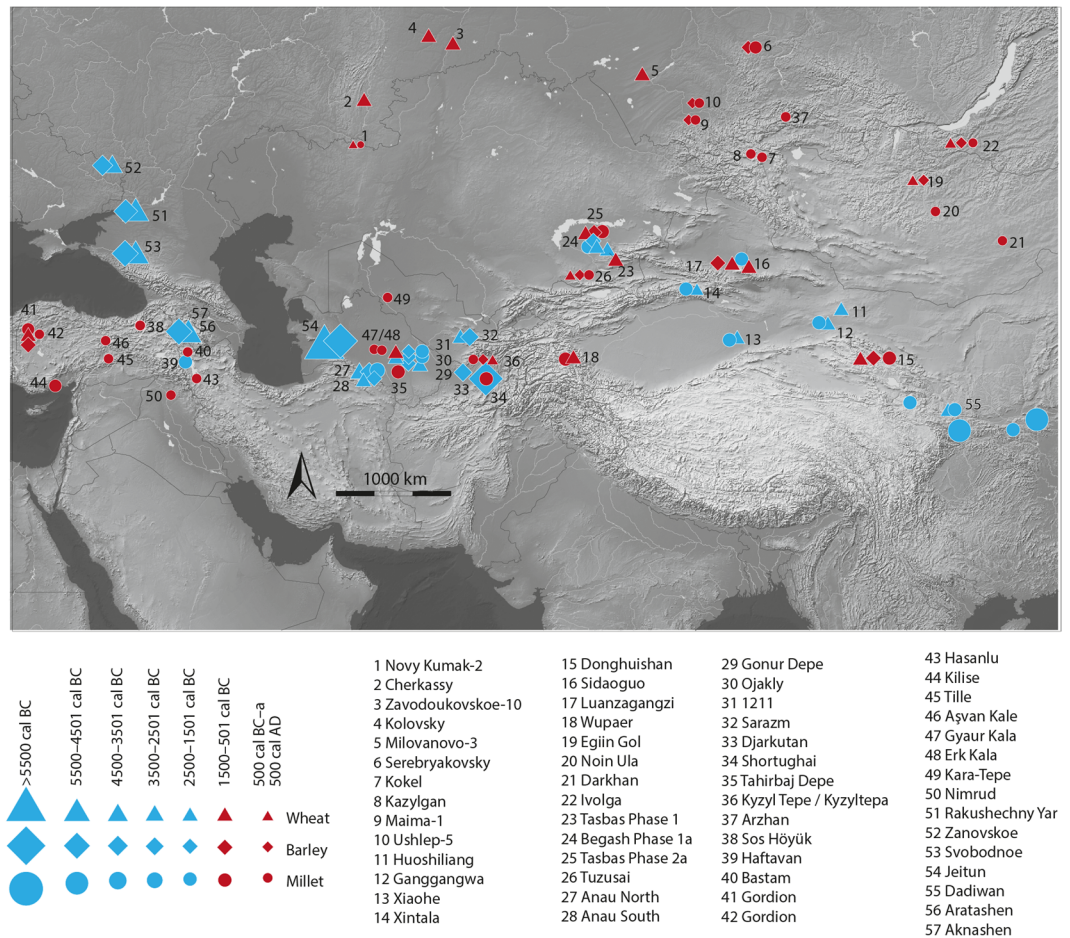 4
3
6
5
2
10
9
37
1
8
7
22
52
19
51
20
25
53
24
21
23
17
16
26
14
49
41
57
11
38
54
42
56
47/48
31
32
12
46
13
40
30
36
18
15
45
39
27
29
43
28
35
33
44
50
34
55
1000 km
>5500 cal BC
5500–4501 cal BC
4500–3501 cal BC
3500–2501 cal BC
2500–1501 cal BC
1500–501 cal BC
500 cal BC–a
500 cal AD
Wheat
Barley
Millet
1 Novy Kumak-2
2 Cherkassy
3 Zavodoukovskoe-10
4 Kolovsky
5 Milovanovo-3
6 Serebryakovsky
7 Kokel
8 Kazylgan
9 Maima-1
10 Ushlep-5
11 Huoshiliang
12 Ganggangwa
13 Xiaohe
14 Xintala
15 Donghuishan
16 Sidaoguo
17 Luanzagangzi
18 Wupaer
19 Egiin Gol
20 Noin Ula
21 Darkhan
22 Ivolga
23 Tasbas Phase 1
24 Begash Phase 1a
25 Tasbas Phase 2a
26 Tuzusai
27 Anau North
28 Anau South
29 Gonur Depe
30 Ojakly
31 1211
32 Sarazm
33 Djarkutan
34 Shortughai
35 Tahirbaj Depe
36 Kyzyl Tepe / Kyzyltepa
37 Arzhan
38 Sos Höyük
39 Haftavan
40 Bastam
41 Gordion
42 Gordion
43 Hasanlu
44 Kilise
45 Tille
46 Aşvan Kale
47 Gyaur Kala
48 Erk Kala
49 Kara-Tepe
50 Nimrud
51 Rakushechny Yar
52 Zanovskoe
53 Svobodnoe
54 Jeitun
55 Dadiwan
56 Aratashen
57 Aknashen